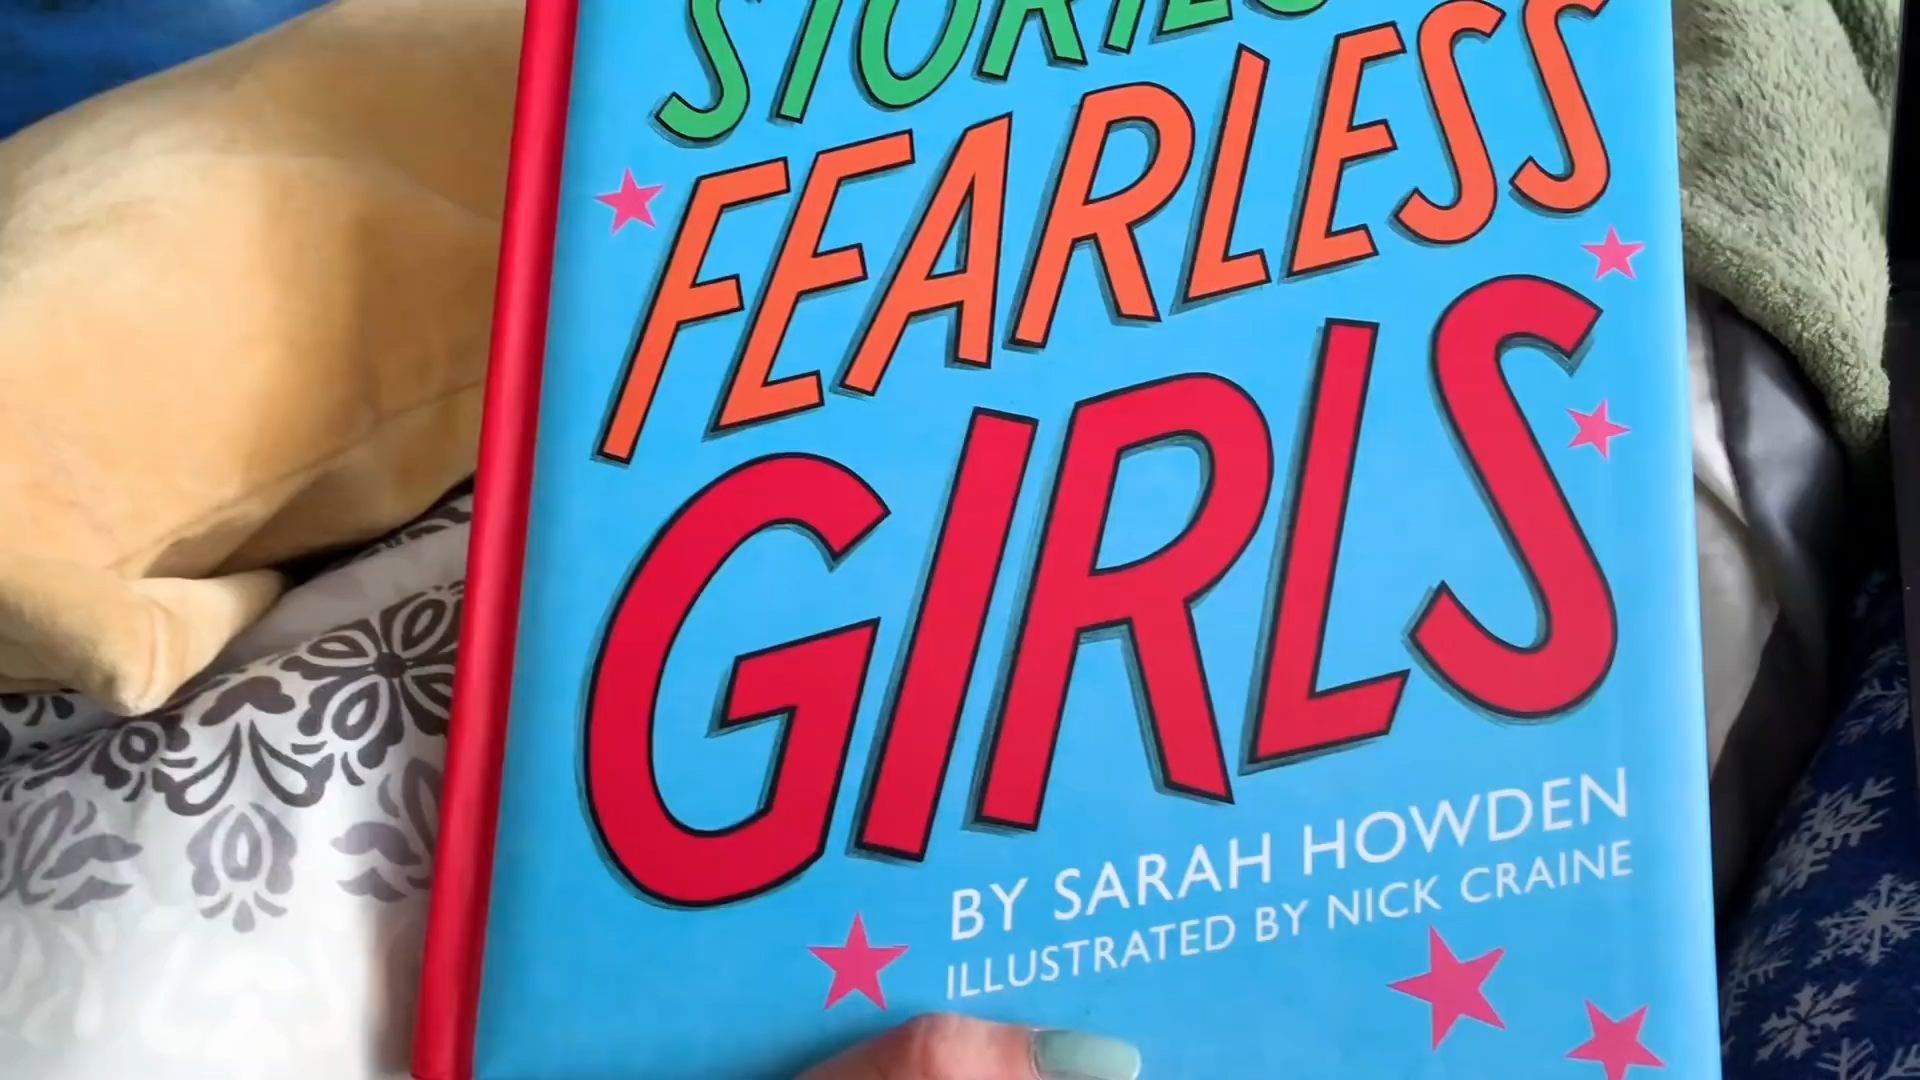 STORIES
FEARLESS
GIRLS
BY SARAH HOWDEN
ILLUSTRATED BY NICK CRAINE